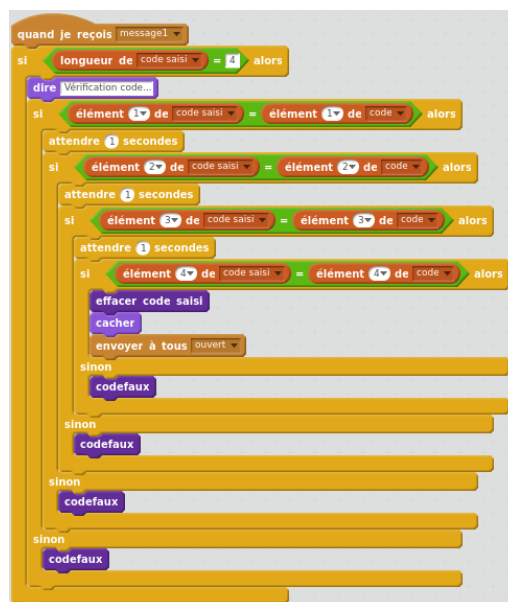 quand je reçois message1
si longueur de code saisi = 4 alors
dire Vérification code...
si élément 1 de code saisi = élément 1 de code alors
attendre 1 secondes
si élément 2 de code saisi = élément 2 de code alors
attendre 1 secondes
si élément 3 de code saisi = élément 3 de code alors
attendre 1 secondes
si élément 4 de code saisi = élément 4 de code alors
effacer code saisi
cacher
envoyer à tous ouvert
sinon
codefaux
sinon
codefaux
sinon
codefaux
sinon
codefaux